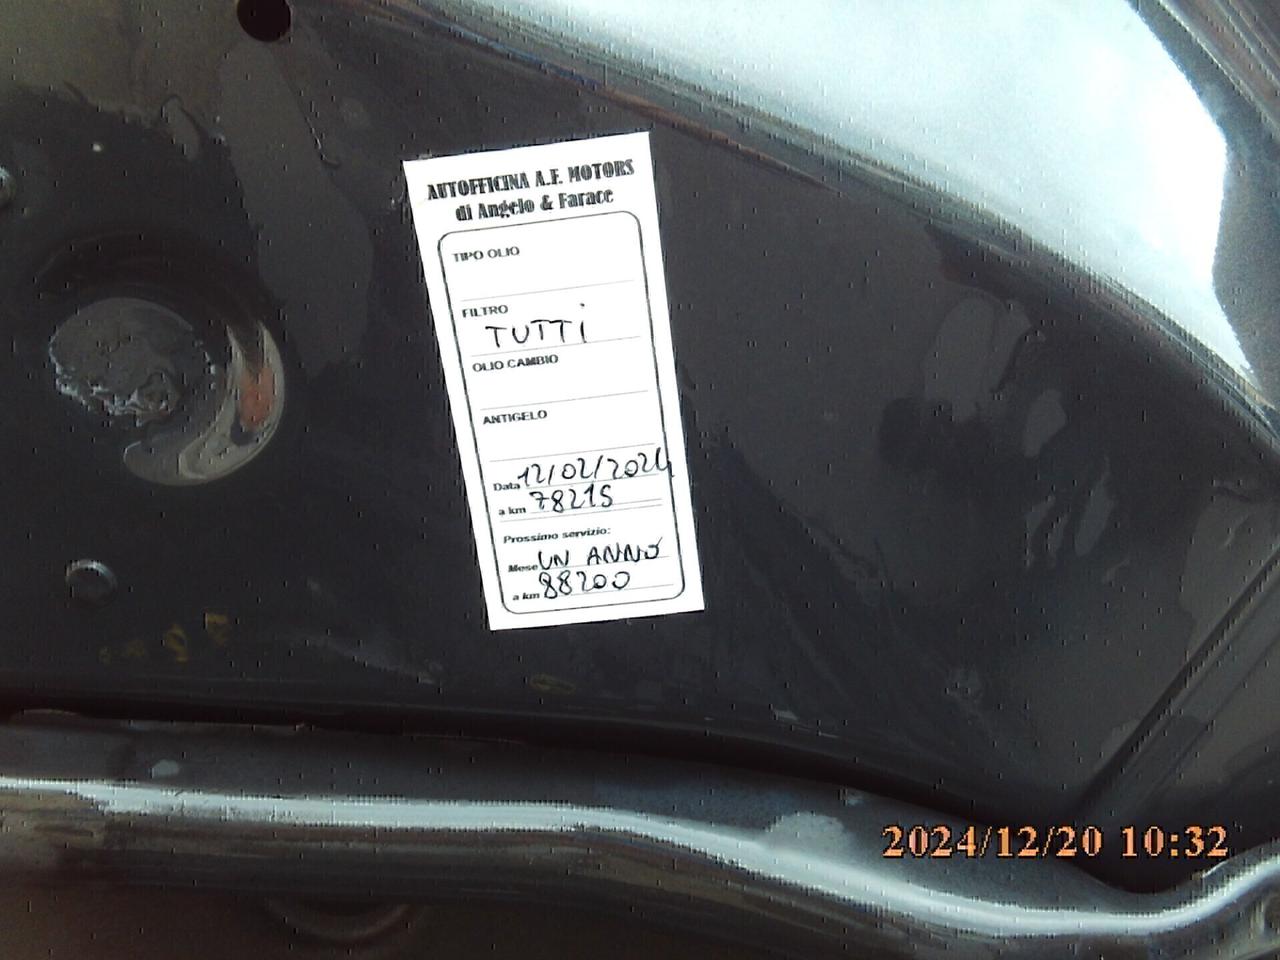 AUTOFFICINA A.F. MOTORS
di Angelo & Farace
TIPO OLIO
FILTRO
TUTTi
OLIO CAMBIO
ANTIGELO
Data 12/02/2024
a km 78215
Prossimo servizio:
Mese UN ANNO
a km 88200
2024/12/20 10:32